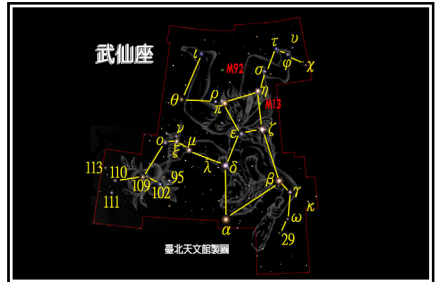 武仙座
τ υ
σ φ χ
ι M92
η
θ ρ π M13
ε ζ
ο ν μ
ξ
λ δ β γ κ
113 110 109 95
102
111
ω
29
α
臺北天文館製圖